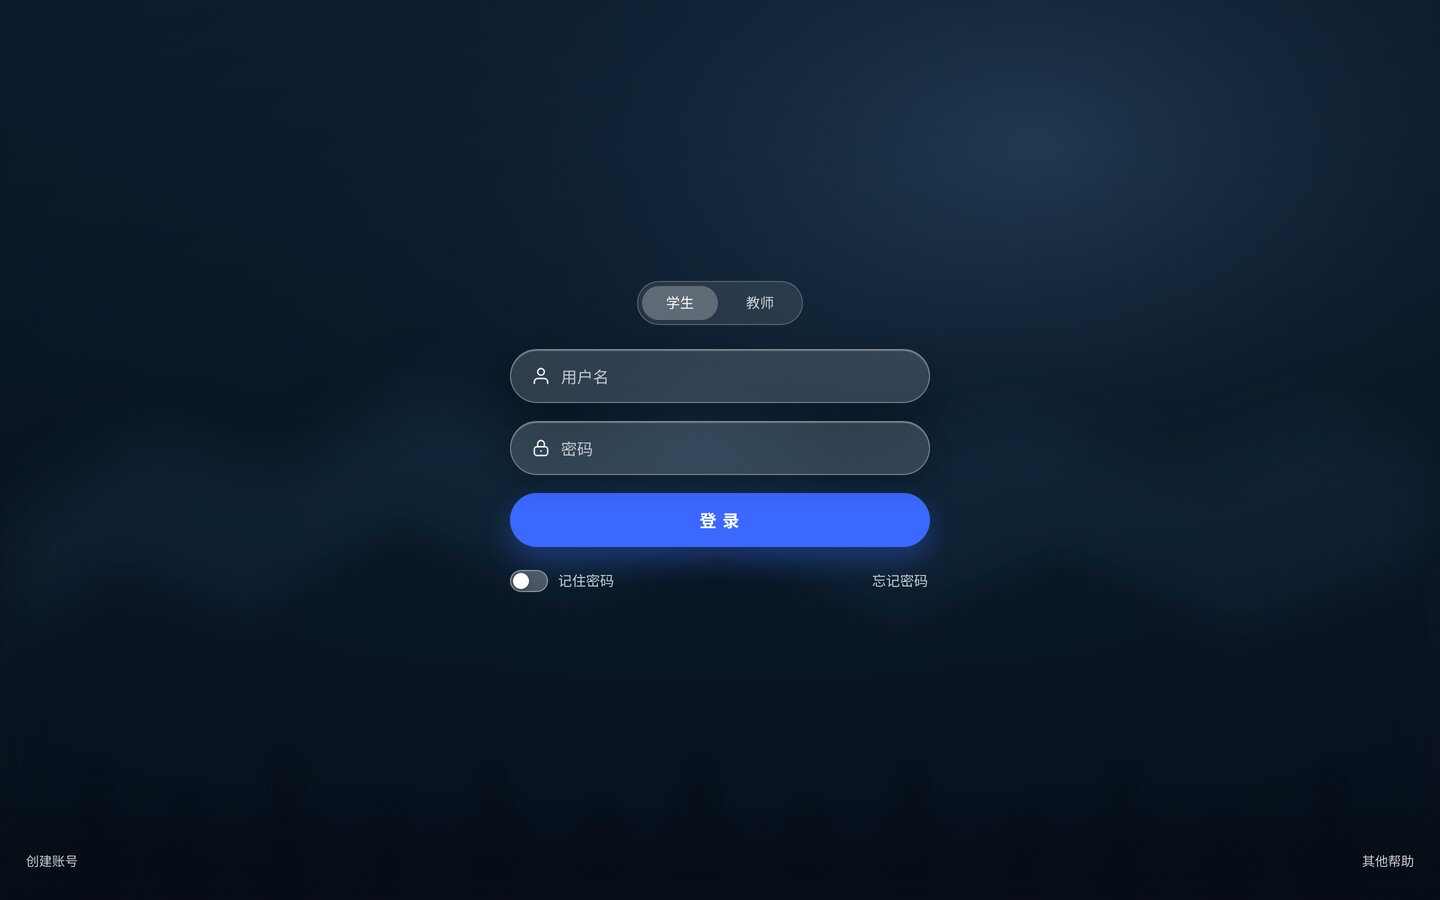 学生 教师
用户名
密码
登录
记住密码 忘记密码
创建账号 其他帮助